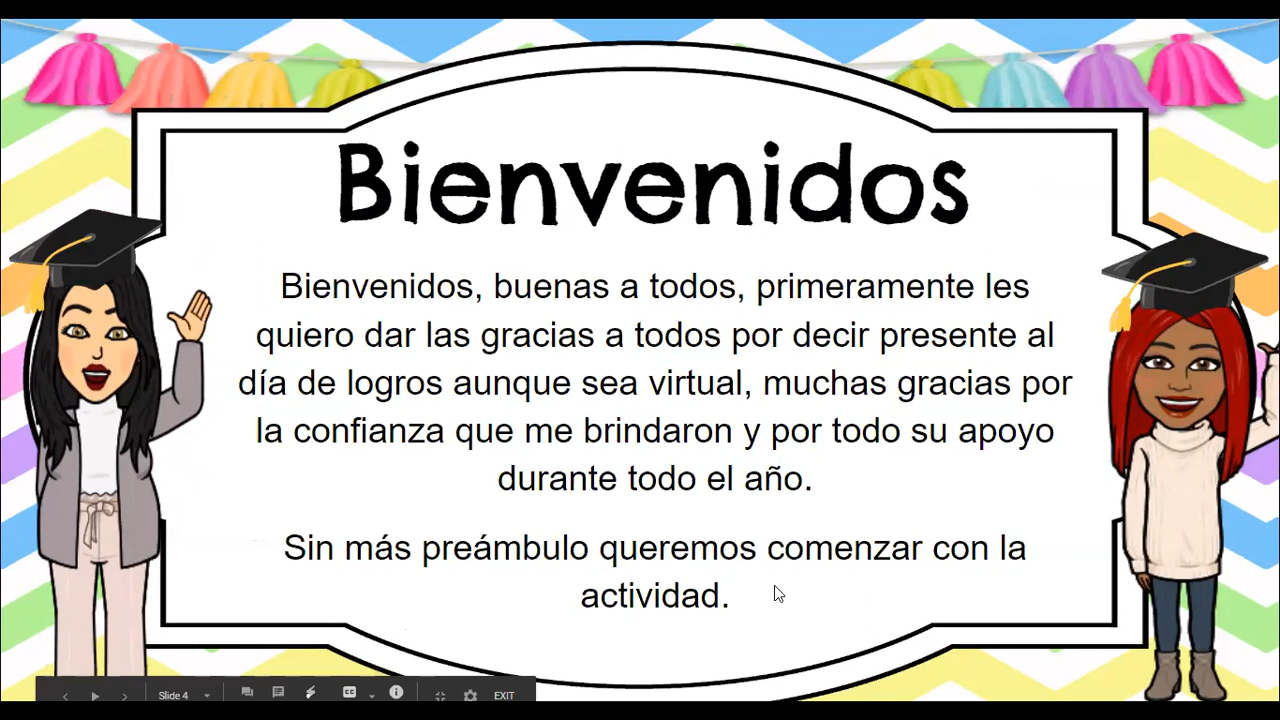 Bienvenidos
Bienvenidos, buenas a todos, primeramente les
quiero dar las gracias a todos por decir presente al
día de logros aunque sea virtual, muchas gracias por
la confianza que me brindaron y por todo su apoyo
durante todo el año.
Sin más preámbulo queremos comenzar con la
actividad.
Slide 4 CC EXIT